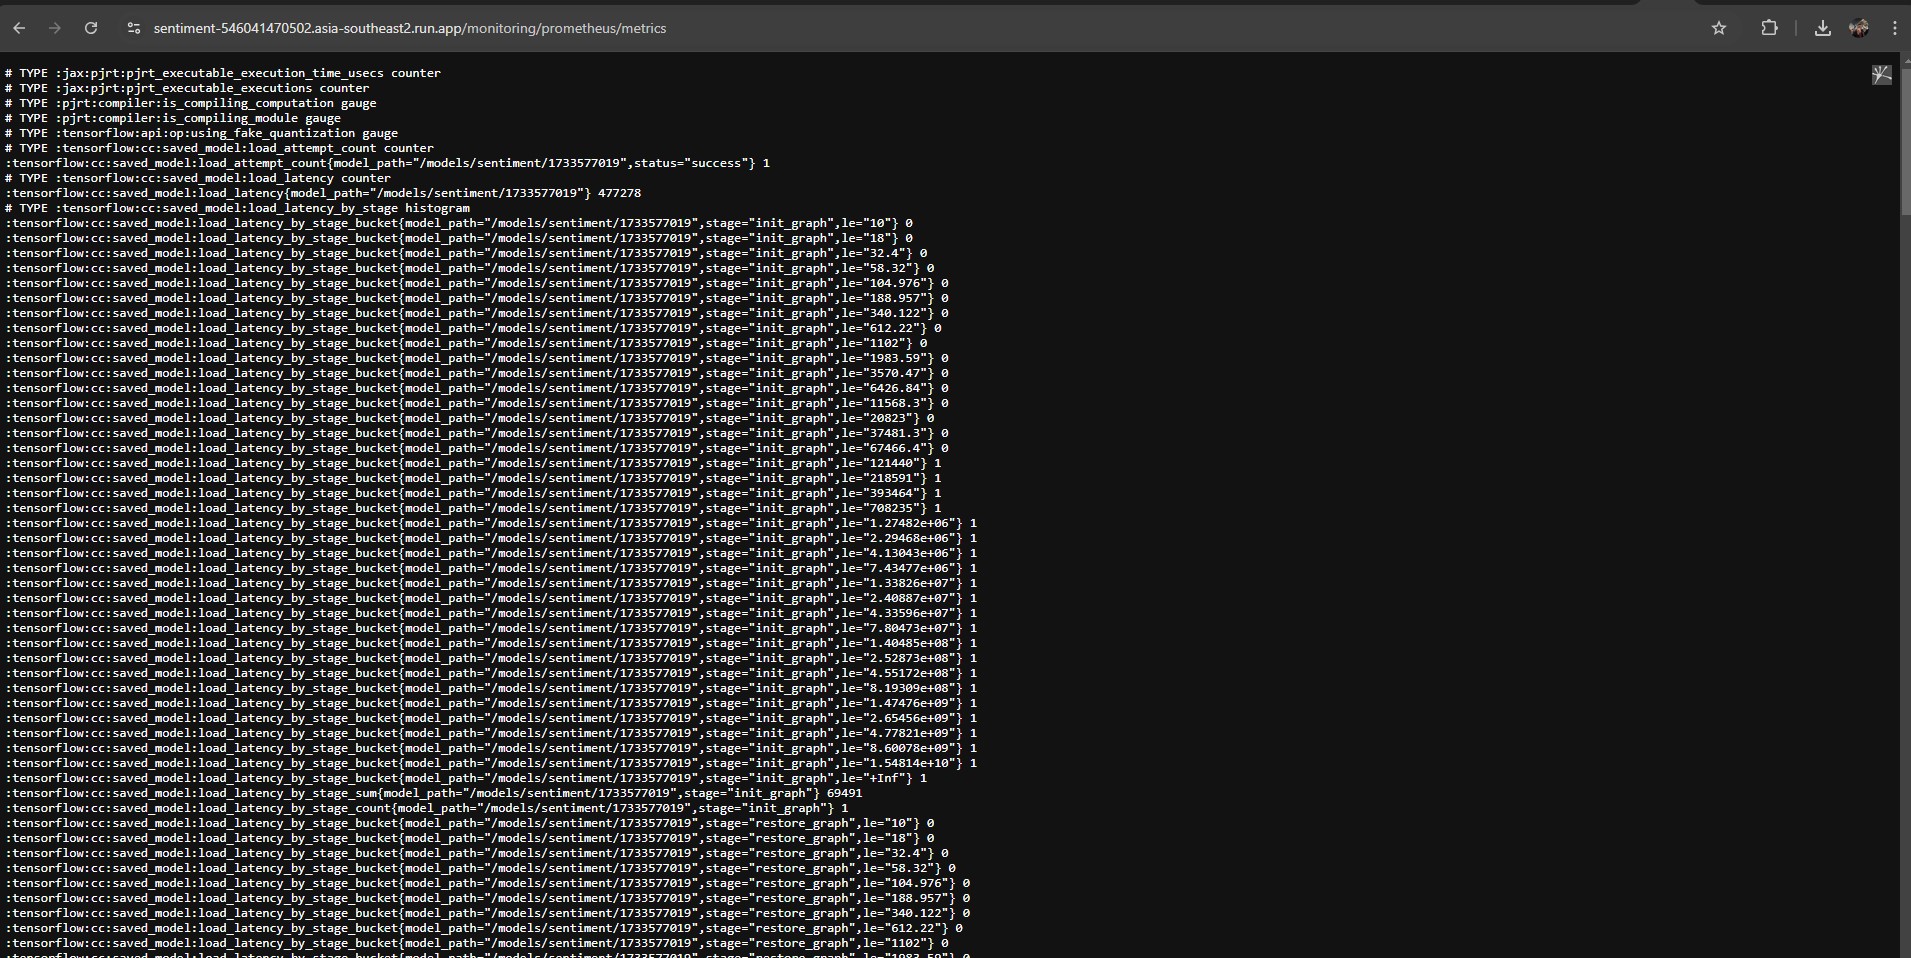 sentiment-546041470502.asia-southeast2.run.app/monitoring/prometheus/metrics
# TYPE :jax:pjrt:pjrt_executable_execution_time_usecs counter
# TYPE :jax:pjrt:pjrt_executable_executions counter
# TYPE :pjrt:compiler:is_compiling_computation gauge
# TYPE :pjrt:compiler:is_compiling_module gauge
# TYPE :tensorflow:api:op:using_fake_quantization gauge
# TYPE :tensorflow:cc:saved_model:load_attempt_count counter
:tensorflow:cc:saved_model:load_attempt_count{model_path="/models/sentiment/1733577019",status="success"} 1
# TYPE :tensorflow:cc:saved_model:load_latency counter
:tensorflow:cc:saved_model:load_latency{model_path="/models/sentiment/1733577019"} 477278
# TYPE :tensorflow:cc:saved_model:load_latency_by_stage histogram
:tensorflow:cc:saved_model:load_latency_by_stage_bucket{model_path="/models/sentiment/1733577019",stage="init_graph",le="10"} 0
:tensorflow:cc:saved_model:load_latency_by_stage_bucket{model_path="/models/sentiment/1733577019",stage="init_graph",le="18"} 0
:tensorflow:cc:saved_model:load_latency_by_stage_bucket{model_path="/models/sentiment/1733577019",stage="init_graph",le="32.4"} 0
:tensorflow:cc:saved_model:load_latency_by_stage_bucket{model_path="/models/sentiment/1733577019",stage="init_graph",le="58.32"} 0
:tensorflow:cc:saved_model:load_latency_by_stage_bucket{model_path="/models/sentiment/1733577019",stage="init_graph",le="104.976"} 0
:tensorflow:cc:saved_model:load_latency_by_stage_bucket{model_path="/models/sentiment/1733577019",stage="init_graph",le="188.957"} 0
:tensorflow:cc:saved_model:load_latency_by_stage_bucket{model_path="/models/sentiment/1733577019",stage="init_graph",le="340.122"} 0
:tensorflow:cc:saved_model:load_latency_by_stage_bucket{model_path="/models/sentiment/1733577019",stage="init_graph",le="612.22"} 0
:tensorflow:cc:saved_model:load_latency_by_stage_bucket{model_path="/models/sentiment/1733577019",stage="init_graph",le="1102"} 0
:tensorflow:cc:saved_model:load_latency_by_stage_bucket{model_path="/models/sentiment/1733577019",stage="init_graph",le="1983.59"} 0
:tensorflow:cc:saved_model:load_latency_by_stage_bucket{model_path="/models/sentiment/1733577019",stage="init_graph",le="3570.47"} 0
:tensorflow:cc:saved_model:load_latency_by_stage_bucket{model_path="/models/sentiment/1733577019",stage="init_graph",le="6426.84"} 0
:tensorflow:cc:saved_model:load_latency_by_stage_bucket{model_path="/models/sentiment/1733577019",stage="init_graph",le="11568.3"} 0
:tensorflow:cc:saved_model:load_latency_by_stage_bucket{model_path="/models/sentiment/1733577019",stage="init_graph",le="20823"} 0
:tensorflow:cc:saved_model:load_latency_by_stage_bucket{model_path="/models/sentiment/1733577019",stage="init_graph",le="37481.3"} 0
:tensorflow:cc:saved_model:load_latency_by_stage_bucket{model_path="/models/sentiment/1733577019",stage="init_graph",le="67466.4"} 0
:tensorflow:cc:saved_model:load_latency_by_stage_bucket{model_path="/models/sentiment/1733577019",stage="init_graph",le="121440"} 1
:tensorflow:cc:saved_model:load_latency_by_stage_bucket{model_path="/models/sentiment/1733577019",stage="init_graph",le="218591"} 1
:tensorflow:cc:saved_model:load_latency_by_stage_bucket{model_path="/models/sentiment/1733577019",stage="init_graph",le="393464"} 1
:tensorflow:cc:saved_model:load_latency_by_stage_bucket{model_path="/models/sentiment/1733577019",stage="init_graph",le="708235"} 1
:tensorflow:cc:saved_model:load_latency_by_stage_bucket{model_path="/models/sentiment/1733577019",stage="init_graph",le="1.27482e+06"} 1
:tensorflow:cc:saved_model:load_latency_by_stage_bucket{model_path="/models/sentiment/1733577019",stage="init_graph",le="2.29468e+06"} 1
:tensorflow:cc:saved_model:load_latency_by_stage_bucket{model_path="/models/sentiment/1733577019",stage="init_graph",le="4.13043e+06"} 1
:tensorflow:cc:saved_model:load_latency_by_stage_bucket{model_path="/models/sentiment/1733577019",stage="init_graph",le="7.43477e+06"} 1
:tensorflow:cc:saved_model:load_latency_by_stage_bucket{model_path="/models/sentiment/1733577019",stage="init_graph",le="1.33826e+07"} 1
:tensorflow:cc:saved_model:load_latency_by_stage_bucket{model_path="/models/sentiment/1733577019",stage="init_graph",le="2.40887e+07"} 1
:tensorflow:cc:saved_model:load_latency_by_stage_bucket{model_path="/models/sentiment/1733577019",stage="init_graph",le="4.33596e+07"} 1
:tensorflow:cc:saved_model:load_latency_by_stage_bucket{model_path="/models/sentiment/1733577019",stage="init_graph",le="7.80473e+07"} 1
:tensorflow:cc:saved_model:load_latency_by_stage_bucket{model_path="/models/sentiment/1733577019",stage="init_graph",le="1.40485e+08"} 1
:tensorflow:cc:saved_model:load_latency_by_stage_bucket{model_path="/models/sentiment/1733577019",stage="init_graph",le="2.52873e+08"} 1
:tensorflow:cc:saved_model:load_latency_by_stage_bucket{model_path="/models/sentiment/1733577019",stage="init_graph",le="4.55172e+08"} 1
:tensorflow:cc:saved_model:load_latency_by_stage_bucket{model_path="/models/sentiment/1733577019",stage="init_graph",le="8.19309e+08"} 1
:tensorflow:cc:saved_model:load_latency_by_stage_bucket{model_path="/models/sentiment/1733577019",stage="init_graph",le="1.47476e+09"} 1
:tensorflow:cc:saved_model:load_latency_by_stage_bucket{model_path="/models/sentiment/1733577019",stage="init_graph",le="2.65456e+09"} 1
:tensorflow:cc:saved_model:load_latency_by_stage_bucket{model_path="/models/sentiment/1733577019",stage="init_graph",le="4.77821e+09"} 1
:tensorflow:cc:saved_model:load_latency_by_stage_bucket{model_path="/models/sentiment/1733577019",stage="init_graph",le="8.60078e+09"} 1
:tensorflow:cc:saved_model:load_latency_by_stage_bucket{model_path="/models/sentiment/1733577019",stage="init_graph",le="1.54814e+10"} 1
:tensorflow:cc:saved_model:load_latency_by_stage_bucket{model_path="/models/sentiment/1733577019",stage="init_graph",le="+Inf"} 1
:tensorflow:cc:saved_model:load_latency_by_stage_sum{model_path="/models/sentiment/1733577019",stage="init_graph"} 69491
:tensorflow:cc:saved_model:load_latency_by_stage_count{model_path="/models/sentiment/1733577019",stage="init_graph"} 1
:tensorflow:cc:saved_model:load_latency_by_stage_bucket{model_path="/models/sentiment/1733577019",stage="restore_graph",le="10"} 0
:tensorflow:cc:saved_model:load_latency_by_stage_bucket{model_path="/models/sentiment/1733577019",stage="restore_graph",le="18"} 0
:tensorflow:cc:saved_model:load_latency_by_stage_bucket{model_path="/models/sentiment/1733577019",stage="restore_graph",le="32.4"} 0
:tensorflow:cc:saved_model:load_latency_by_stage_bucket{model_path="/models/sentiment/1733577019",stage="restore_graph",le="58.32"} 0
:tensorflow:cc:saved_model:load_latency_by_stage_bucket{model_path="/models/sentiment/1733577019",stage="restore_graph",le="104.976"} 0
:tensorflow:cc:saved_model:load_latency_by_stage_bucket{model_path="/models/sentiment/1733577019",stage="restore_graph",le="188.957"} 0
:tensorflow:cc:saved_model:load_latency_by_stage_bucket{model_path="/models/sentiment/1733577019",stage="restore_graph",le="340.122"} 0
:tensorflow:cc:saved_model:load_latency_by_stage_bucket{model_path="/models/sentiment/1733577019",stage="restore_graph",le="612.22"} 0
:tensorflow:cc:saved_model:load_latency_by_stage_bucket{model_path="/models/sentiment/1733577019",stage="restore_graph",le="1102"} 0